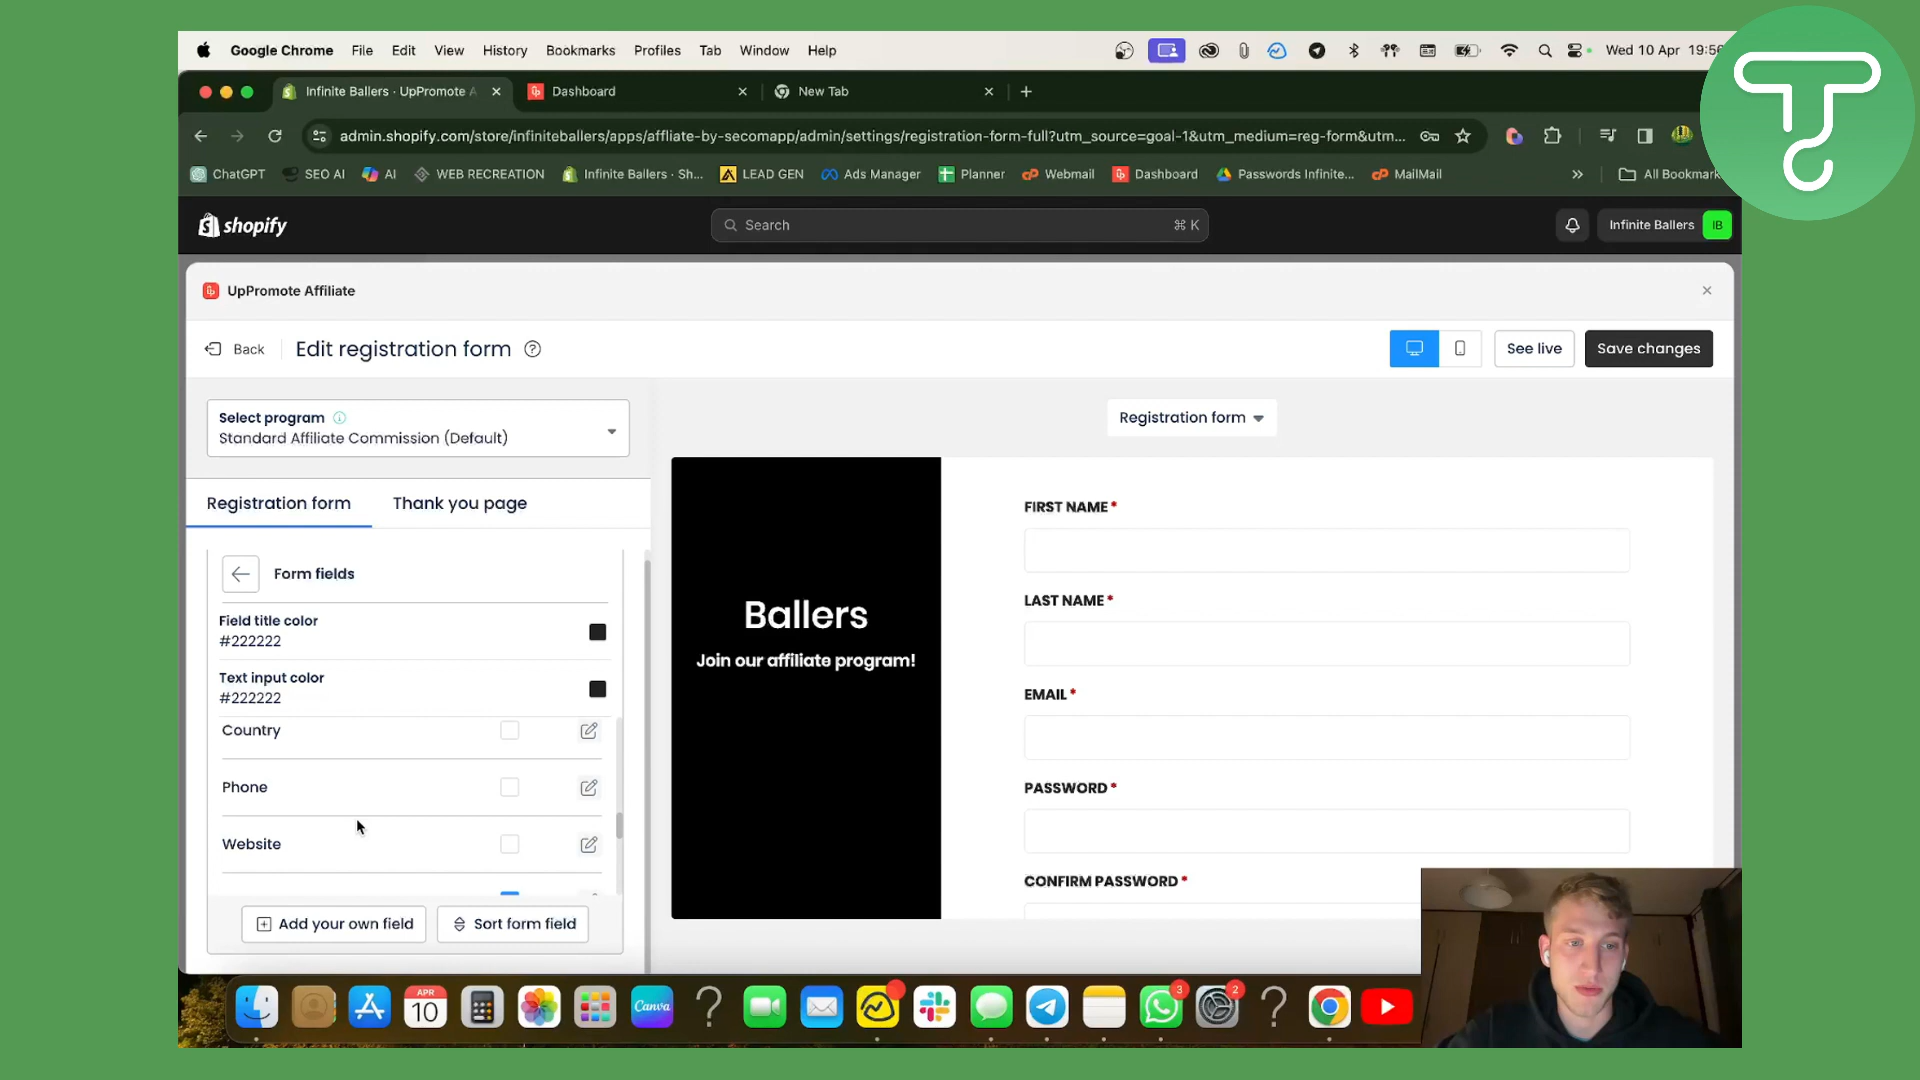 Google Chrome File Edit View History Bookmarks Profiles Tab Window Help Wed 10 Apr 19:56
Infinite Ballers · UpPromote A Dashboard New Tab
admin.shopify.com/store/infiniteballers/apps/affliate-by-secomapp/admin/settings/registration-form-full?utm_source=goal-1&utm_medium=reg-form&utm...
ChatGPT SEO AI AI WEB RECREATION Infinite Ballers · Sh... LEAD GEN Ads Manager Planner Webmail Dashboard Passwords Infinite... MailMail » All Bookmark
shopify Search ⌘ K Infinite Ballers IB
UpPromote Affiliate
Back Edit registration form See live Save changes
Select program
Standard Affiliate Commission (Default)
Registration form
Registration form Thank you page
Form fields
Field title color
#222222
Text input color
#222222
Country
Phone
Website
Add your own field Sort form field
Ballers
Join our affiliate program!
FIRST NAME *
LAST NAME *
EMAIL *
PASSWORD *
CONFIRM PASSWORD *
APR
10
Canva
3
2